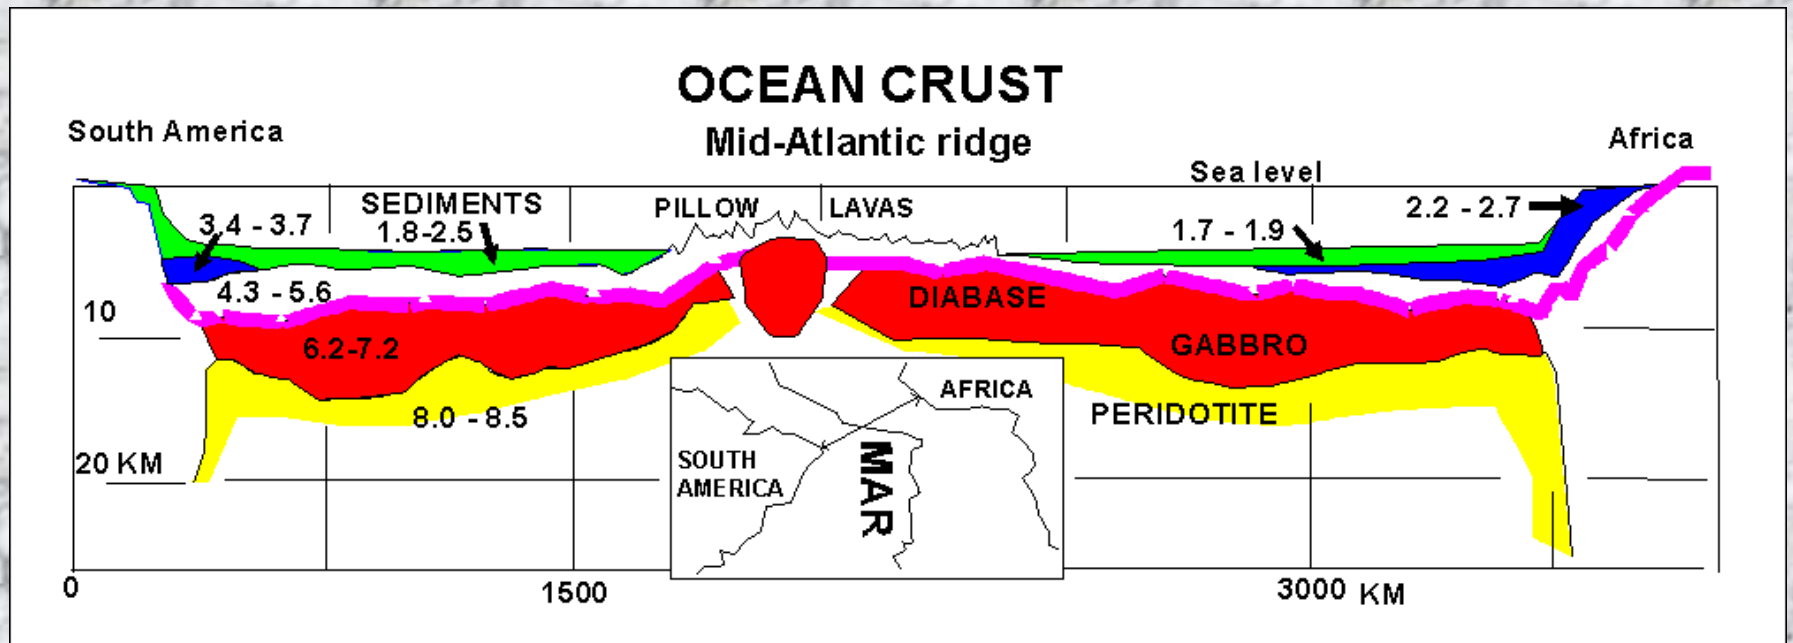 OCEAN CRUST
Mid-Atlantic ridge
South America
Africa
Sea level
SEDIMENTS
1.8-2.5
3.4 - 3.7
PILLOW
LAVAS
1.7 - 1.9
2.2 - 2.7
4.3 - 5.6
10
DIABASE
6.2-7.2
GABBRO
8.0 - 8.5
PERIDOTITE
20 KM
AFRICA
SOUTH
AMERICA
MAR
0
1500
3000 KM